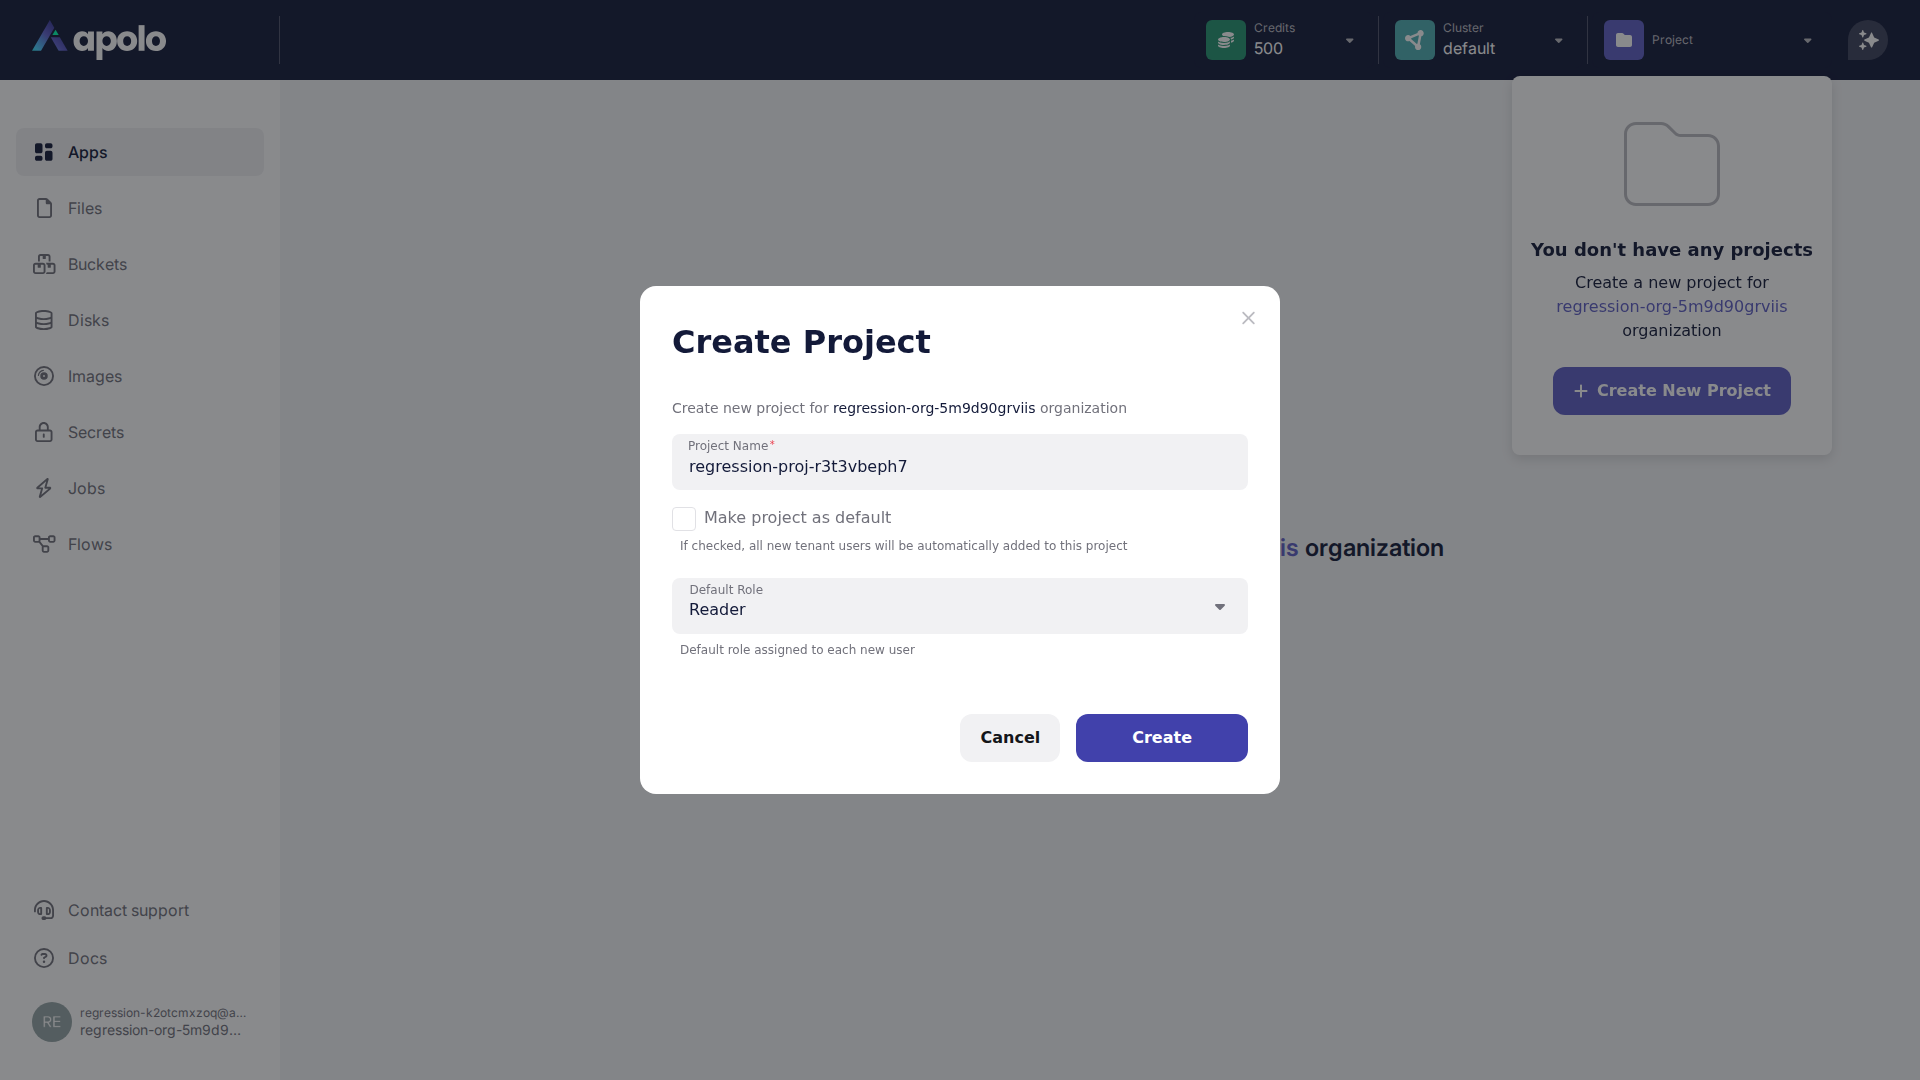 apolo
Credits
500
Cluster
default
Project
Apps
Files
Buckets
Disks
Images
Secrets
Jobs
Flows
You don't have any projects
Create a new project for
regression-org-5m9d90grviis
organization
+ Create New Project
is organization
Create Project
Create new project for regression-org-5m9d90grviis organization
Project Name*
regression-proj-r3t3vbeph7
Make project as default
If checked, all new tenant users will be automatically added to this project
Default Role
Reader
Default role assigned to each new user
Cancel
Create
Contact support
Docs
RE
regression-k2otcmxzoq@a...
regression-org-5m9d9...